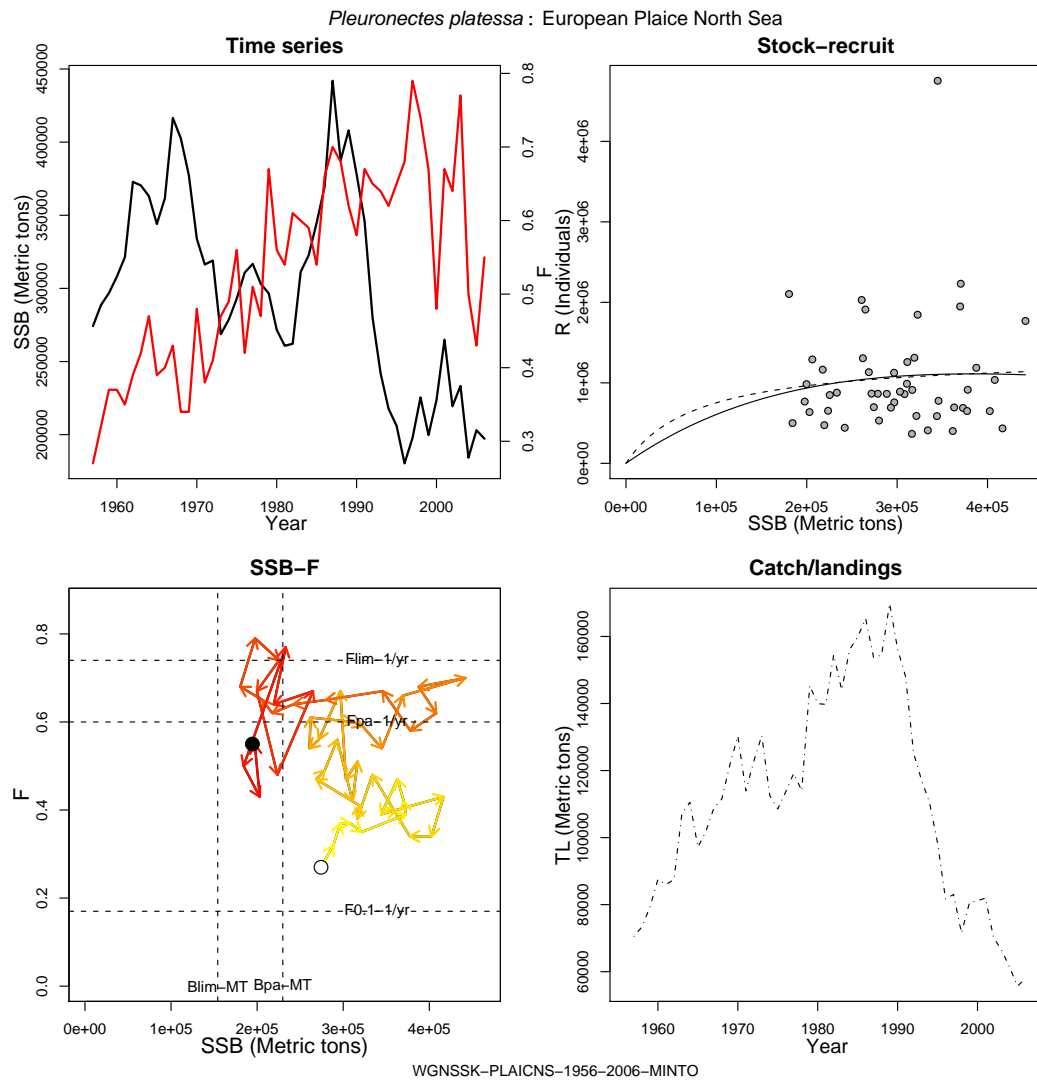 Pleuronectes platessa : European Plaice North Sea
Time series
SSB (Metric tons)
200000 250000 300000 350000 400000 450000
F
0.3 0.4 0.5 0.6 0.7 0.8
1960 1970 1980 1990 2000
Year
Stock−recruit
R (Individuals)
0e+00 1e+06 2e+06 3e+06 4e+06
0e+00 1e+05 2e+05 3e+05 4e+05
SSB (Metric tons)
SSB−F
F
0.0 0.2 0.4 0.6 0.8
Flim−1/yr
Fpa−1/yr
F0.1−1/yr
Blim−MT Bpa−MT
0e+00 1e+05 2e+05 3e+05 4e+05
SSB (Metric tons)
Catch/landings
TL (Metric tons)
60000 80000 100000 120000 140000 160000
1960 1970 1980 1990 2000
Year
WGNSSK−PLAICNS−1956−2006−MINTO